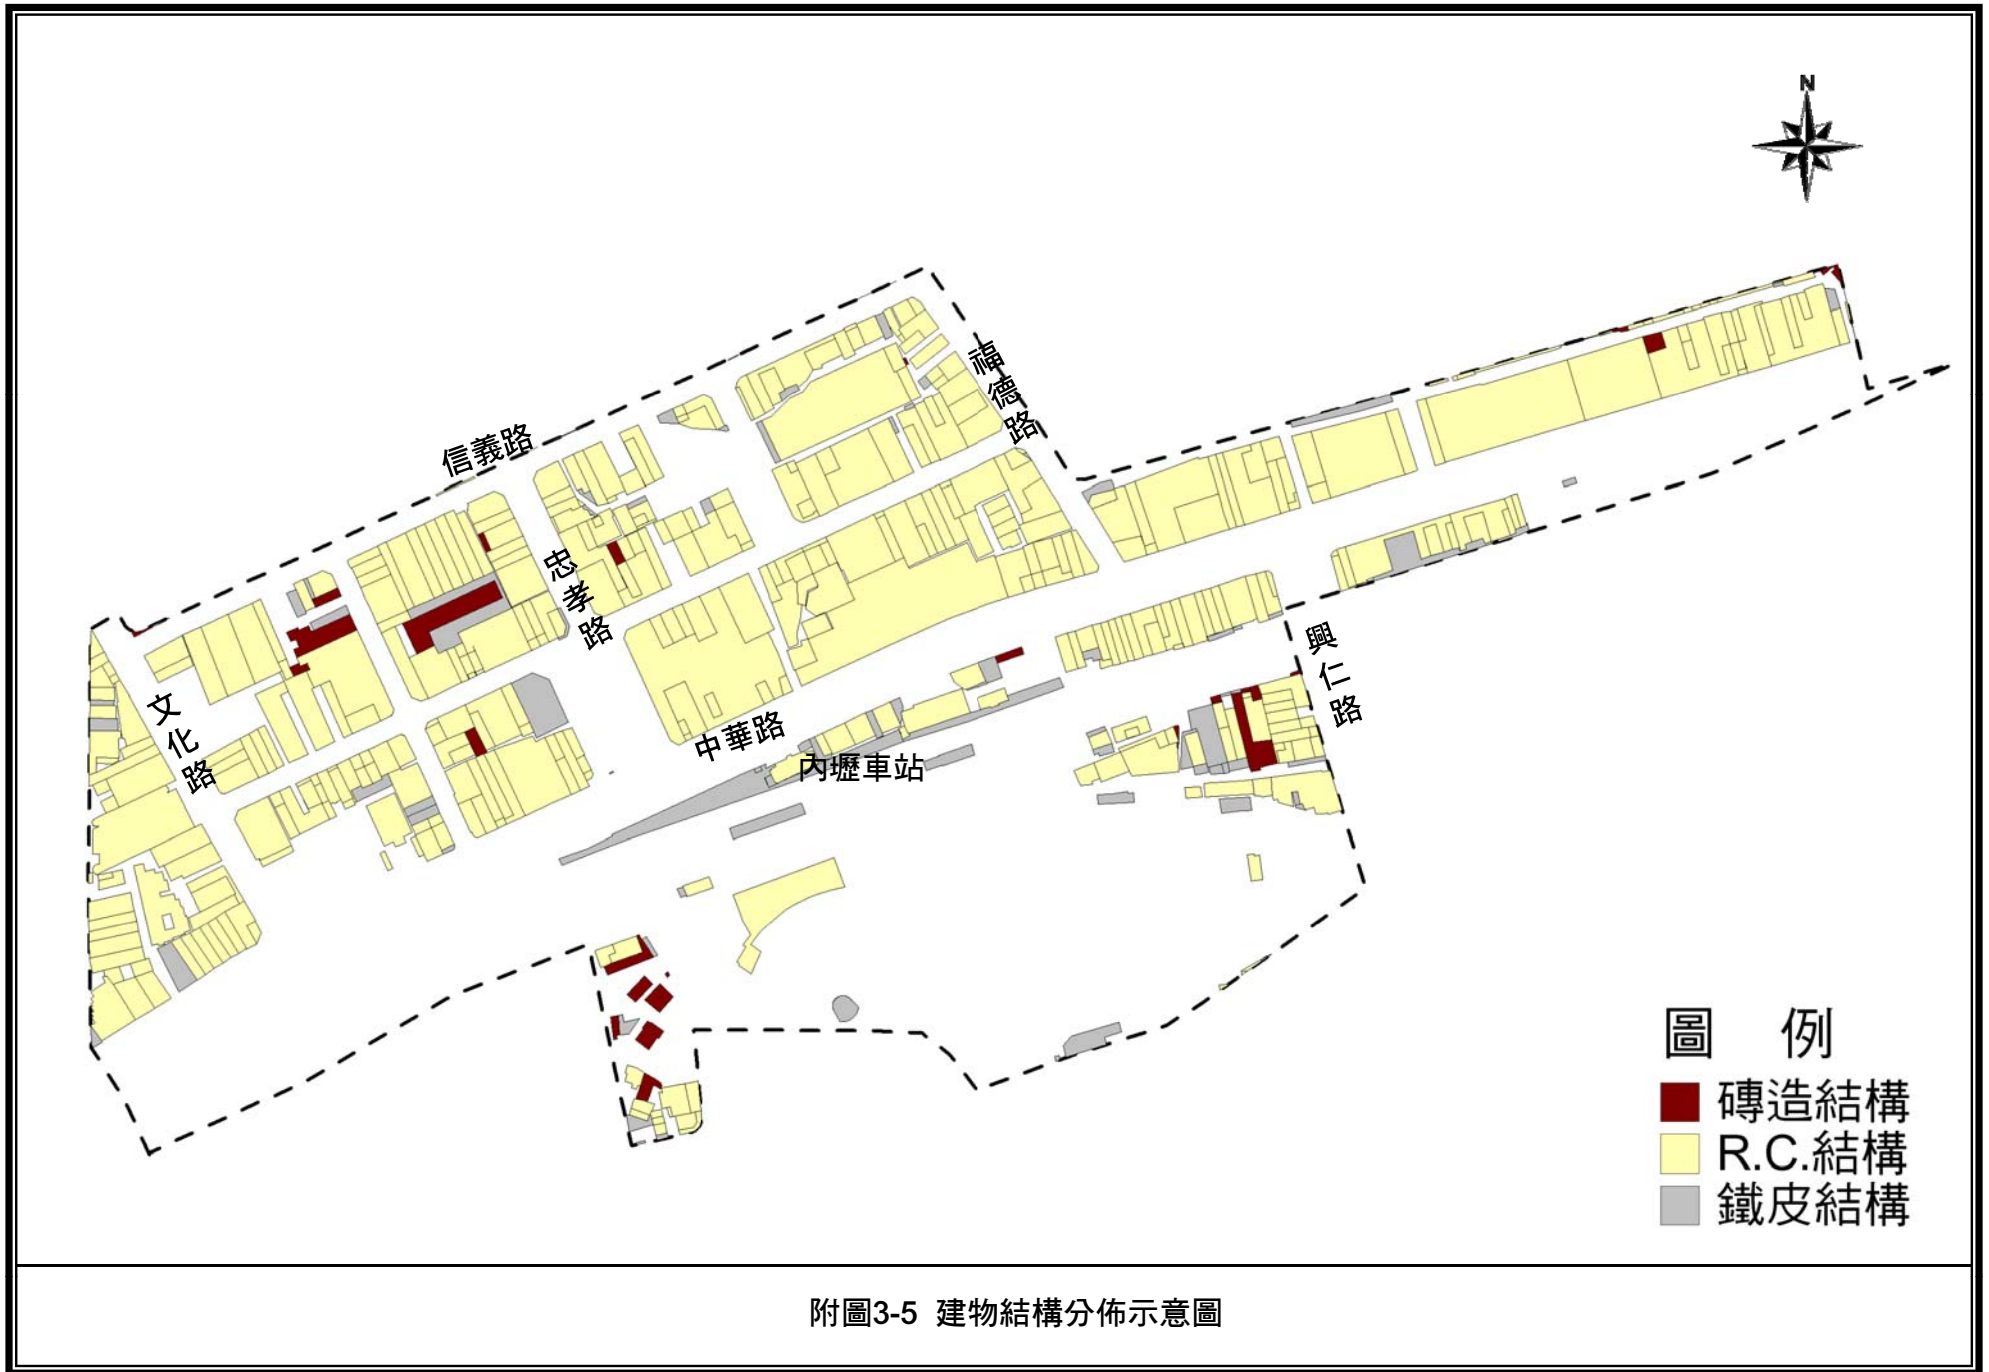 N
福德路
信義路
忠孝路
興仁路
文化路
中華路
內壢車站
圖 例
磚造結構
R.C.結構
鐵皮結構
附圖3-5 建物結構分佈示意圖